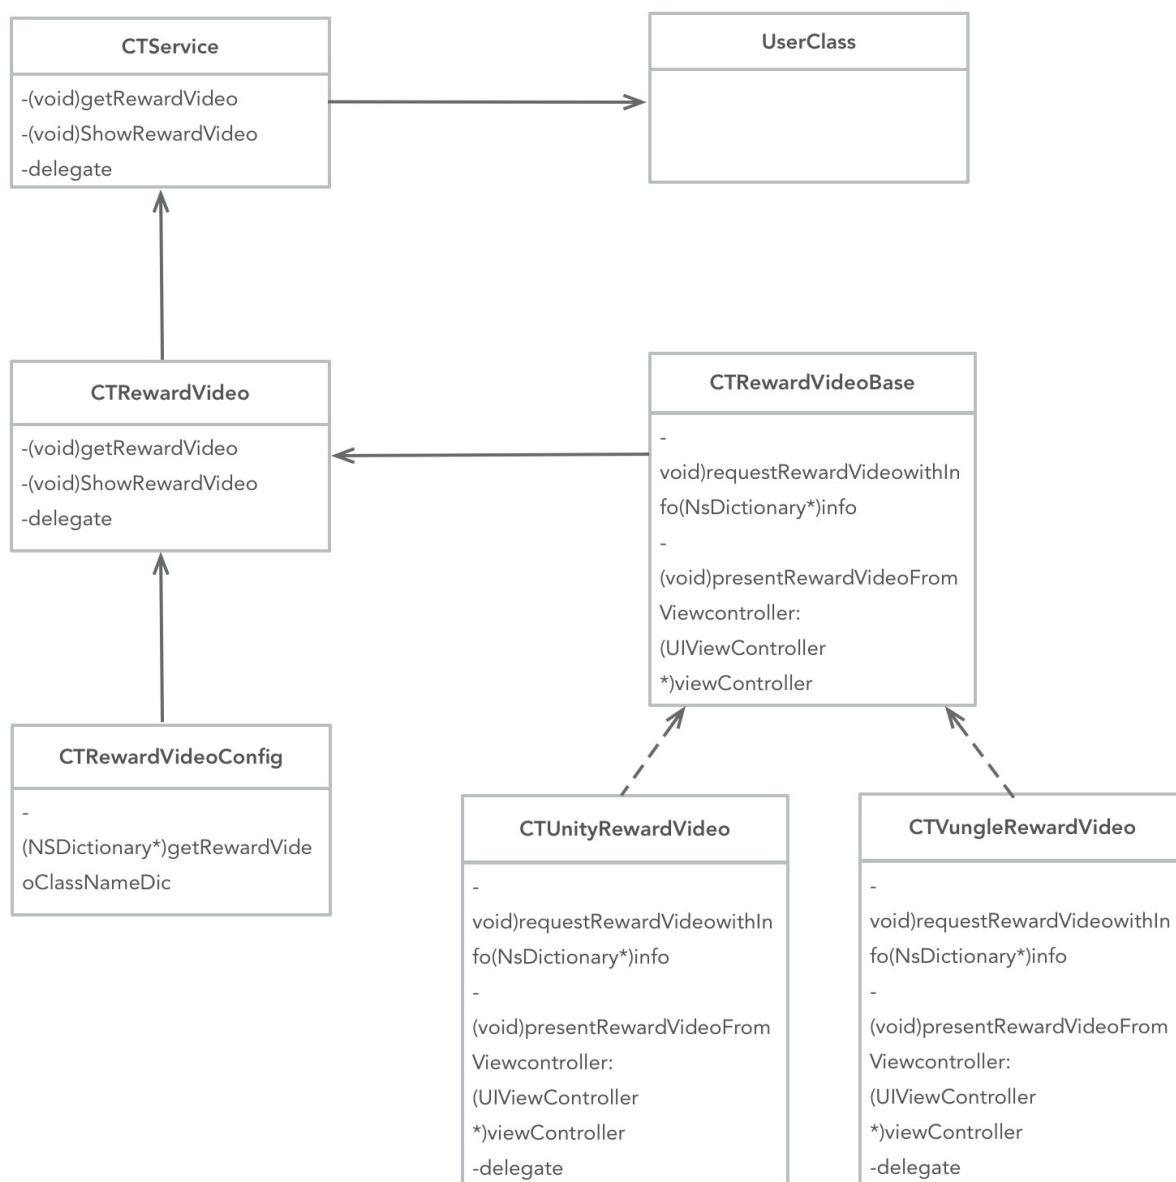 CTService
-(void)getRewardVideo
-(void)ShowRewardVideo
-delegate
UserClass
CTRewardVideo
-(void)getRewardVideo
-(void)ShowRewardVideo
-delegate
CTRewardVideoBase
-
void)requestRewardVideowithIn
fo(NsDictionary*)info
-
(void)presentRewardVideoFrom
Viewcontroller:
(UIViewController
*)viewController
CTRewardVideoConfig
-
(NSDictionary*)getRewardVide
oClassNameDic
CTUnityRewardVideo
-
void)requestRewardVideowithIn
fo(NsDictionary*)info
-
(void)presentRewardVideoFrom
Viewcontroller:
(UIViewController
*)viewController
-delegate
CTVungleRewardVideo
-
void)requestRewardVideowithIn
fo(NsDictionary*)info
-
(void)presentRewardVideoFrom
Viewcontroller:
(UIViewController
*)viewController
-delegate